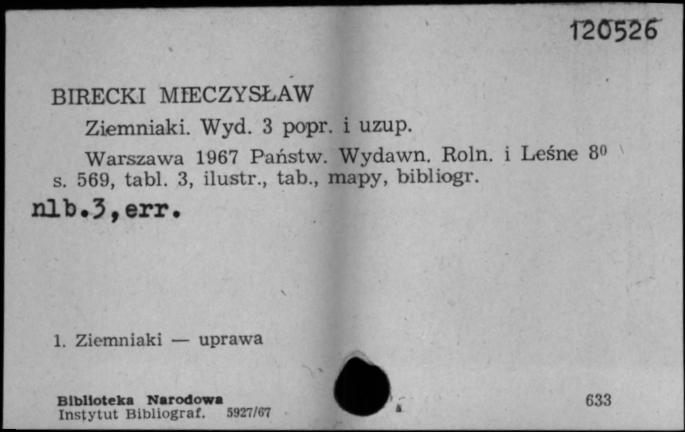 120526
BIRECKI MIECZYSŁAW
Ziemniaki. Wyd. 3 popr. i uzup.
Warszawa 1967 Państw. Wydawn. Roln. i Leśne 8⁰
s. 569, tabl. 3, ilustr., tab., mapy, bibliogr.
nlb.3,err.
1. Ziemniaki — uprawa
Biblioteka Narodowa
Instytut Bibliograf. 5927/67
633